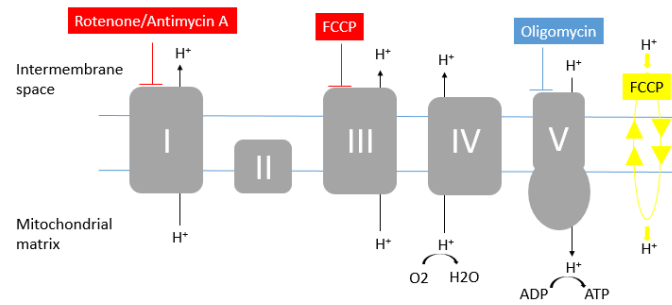 Rotenone/Antimycin A
FCCP
Oligomycin
H⁺
H⁺
H⁺
H⁺
H⁺
Intermembrane
space
FCCP
I
II
III
IV
V
Mitochondrial
matrix
H⁺
H⁺
H⁺
H⁺
H⁺
O2
H2O
ADP
ATP